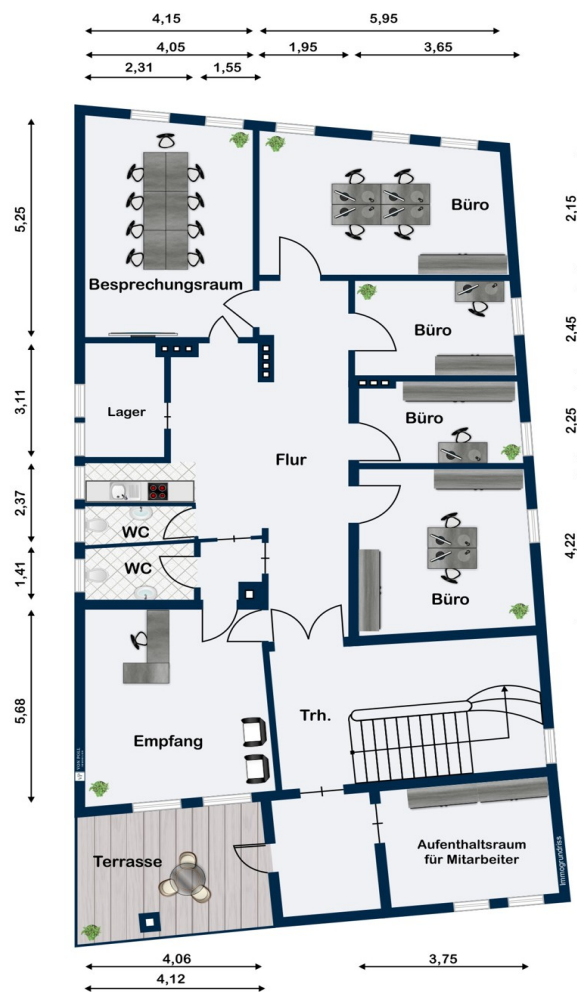 4,15
5,95
4,05
1,95
3,65
2,31
1,55
5,25
2,15
Büro
Besprechungsraum
Büro
2,45
3,11
Lager
Büro
2,25
Flur
2,37
WC
4,22
1,41
WC
Büro
5,68
Trh.
Empfang
Terrasse
Aufenthaltsraum
für Mitarbeiter
Immogrundriss
4,06
3,75
4,12